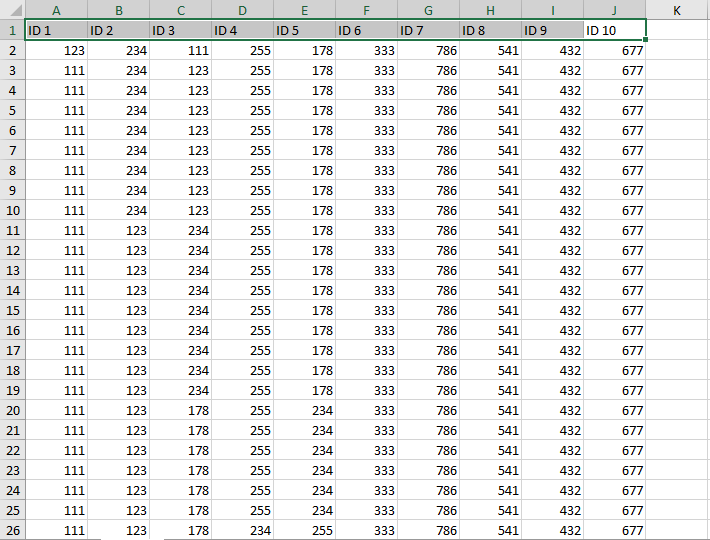 A B C D E F G H I J K
1 ID 1 ID 2 ID 3 ID 4 ID 5 ID 6 ID 7 ID 8 ID 9 ID 10
2 123 234 111 255 178 333 786 541 432 677
3 111 234 123 255 178 333 786 541 432 677
4 111 234 123 255 178 333 786 541 432 677
5 111 234 123 255 178 333 786 541 432 677
6 111 234 123 255 178 333 786 541 432 677
7 111 234 123 255 178 333 786 541 432 677
8 111 234 123 255 178 333 786 541 432 677
9 111 234 123 255 178 333 786 541 432 677
10 111 234 123 255 178 333 786 541 432 677
11 111 123 234 255 178 333 786 541 432 677
12 111 123 234 255 178 333 786 541 432 677
13 111 123 234 255 178 333 786 541 432 677
14 111 123 234 255 178 333 786 541 432 677
15 111 123 234 255 178 333 786 541 432 677
16 111 123 234 255 178 333 786 541 432 677
17 111 123 234 255 178 333 786 541 432 677
18 111 123 234 255 178 333 786 541 432 677
19 111 123 234 255 178 333 786 541 432 677
20 111 123 178 255 234 333 786 541 432 677
21 111 123 178 255 234 333 786 541 432 677
22 111 123 178 255 234 333 786 541 432 677
23 111 123 178 255 234 333 786 541 432 677
24 111 123 178 255 234 333 786 541 432 677
25 111 123 178 255 234 333 786 541 432 677
26 111 123 178 234 255 333 786 541 432 677